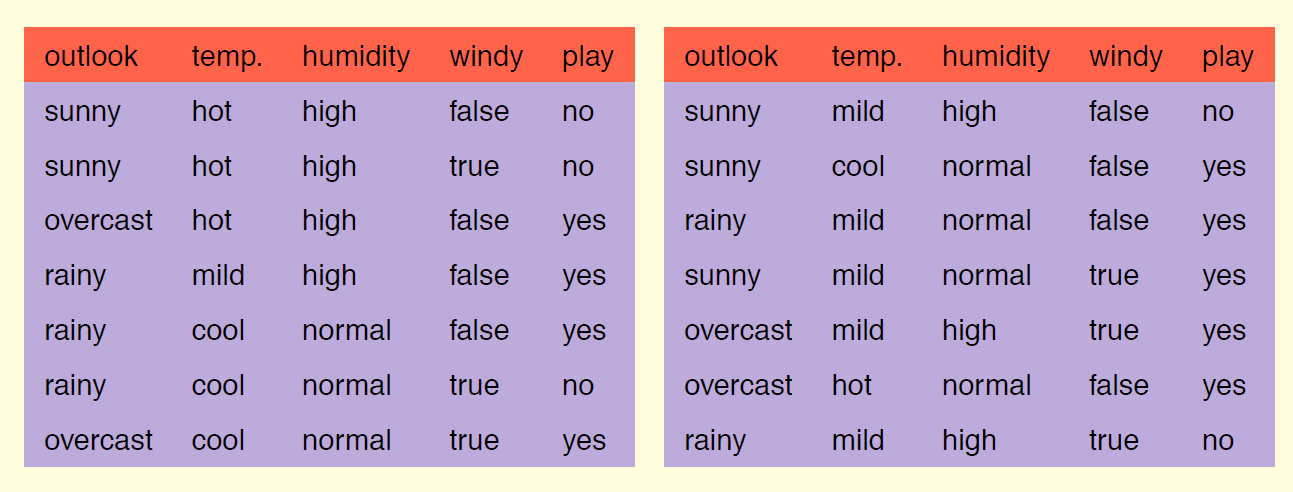 outlook temp. humidity windy play
sunny hot high false no
sunny hot high true no
overcast hot high false yes
rainy mild high false yes
rainy cool normal false yes
rainy cool normal true no
overcast cool normal true yes
outlook temp. humidity windy play
sunny mild high false no
sunny cool normal false yes
rainy mild normal false yes
sunny mild normal true yes
overcast mild high true yes
overcast hot normal false yes
rainy mild high true no